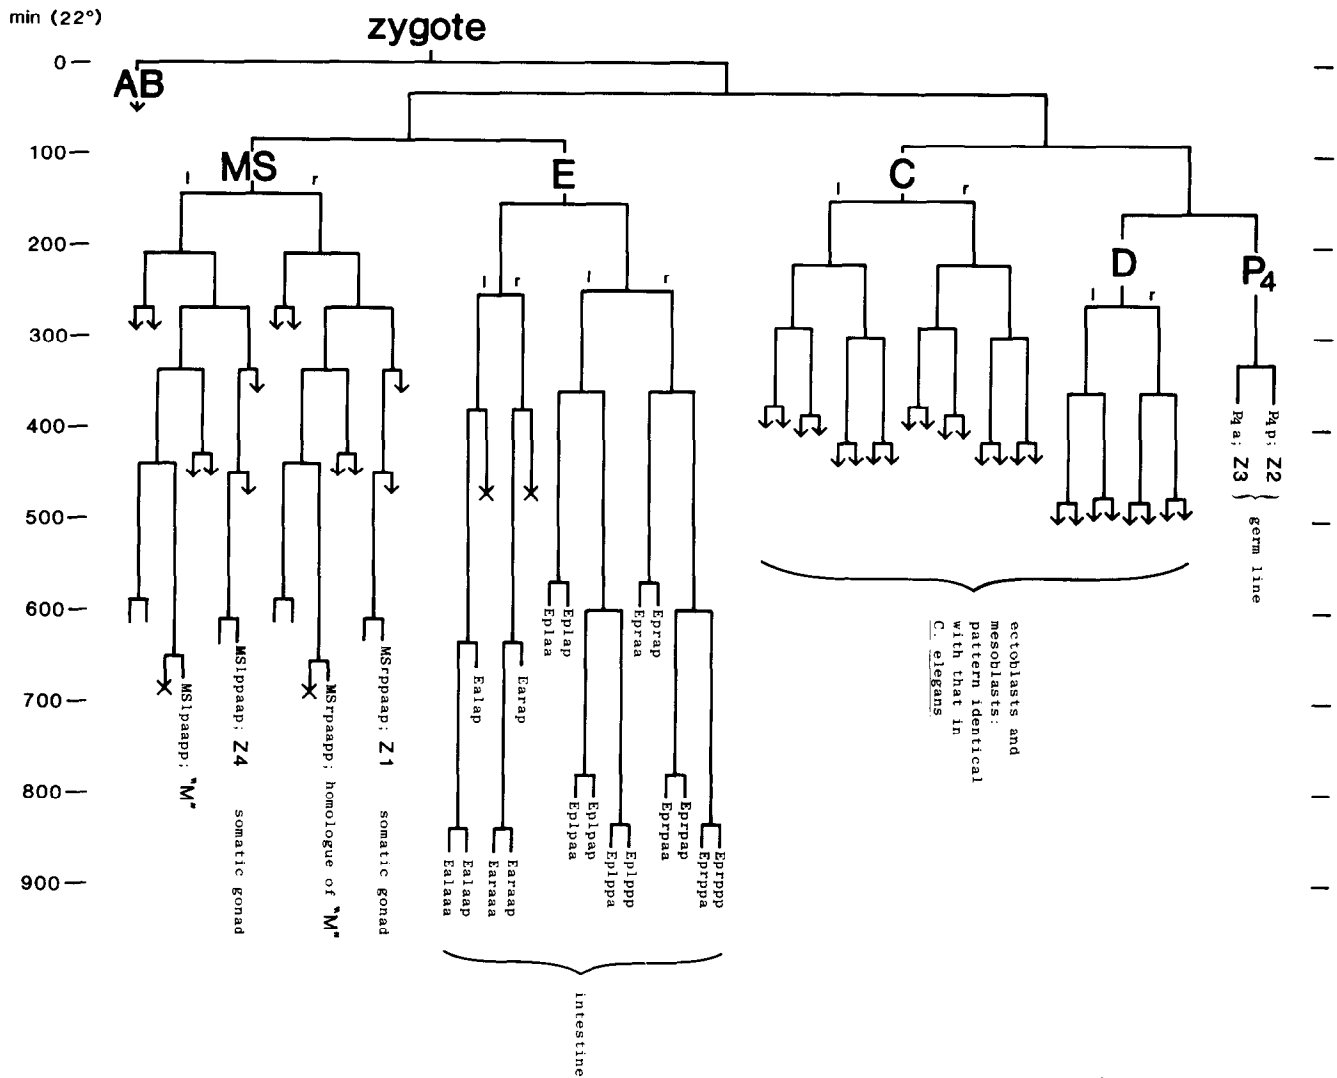 min (22°)
zygote
0
AB
100
MS
l
r
E
C
l
r
200
D
P4
l
r
l
r
l
r
300
400
P4a; Z3
P4p; Z2
500
germ line
600
Eplaa
Eplap
Epraa
Eprap
ectoblasts and
mesoblasts:
pattern identical
with that in
C. elegans
700
MSlpaapp; "M"
MSlppaap; Z4 somatic gonad
MSrpaapp; homologue of "M"
MSrppaap; Z1 somatic gonad
Ealap
Earap
800
Eplpaa
Eplpap
Eprpaa
Eprpap
900
Ealaaa
Ealaap
Earaaa
Earaap
Eplppa
Eplppp
Eprppa
Eprppp
intestine